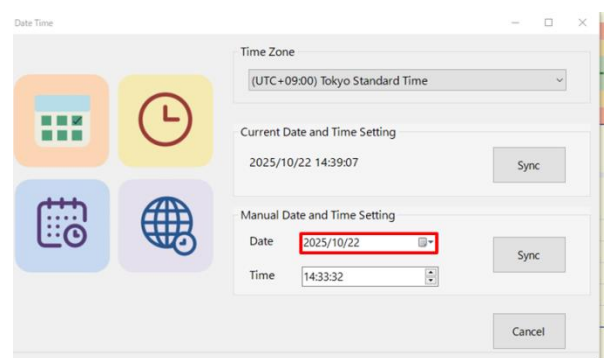 Date Time
Time Zone
(UTC+09:00) Tokyo Standard Time
Current Date and Time Setting
2025/10/22 14:39:07
Sync
Manual Date and Time Setting
Date 2025/10/22
Sync
Time 14:33:32
Cancel